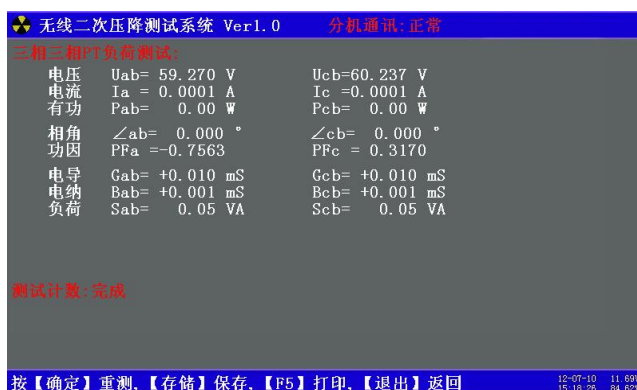 无线二次压降测试系统 Ver1.0 分机通讯:正常
三相三相PT负荷测试:
电压 Uab= 59.270 V Ucb=60.237 V
电流 Ia = 0.0001 A Ic =0.0001 A
有功 Pab= 0.00 W Pcb= 0.00 W
相角 ∠ab= 0.000 ° ∠cb= 0.000 °
功因 PFa =-0.7563 PFc = 0.3170
电导 Gab= +0.010 mS Gcb= +0.010 mS
电纳 Bab= +0.001 mS Bcb= +0.001 mS
负荷 Sab= 0.05 VA Scb= 0.05 VA
测试计数:完成
按【确定】重测,【存储】保存,【F5】打印,【退出】返回
12-07-10 11.69V
15:18:26 84.62%